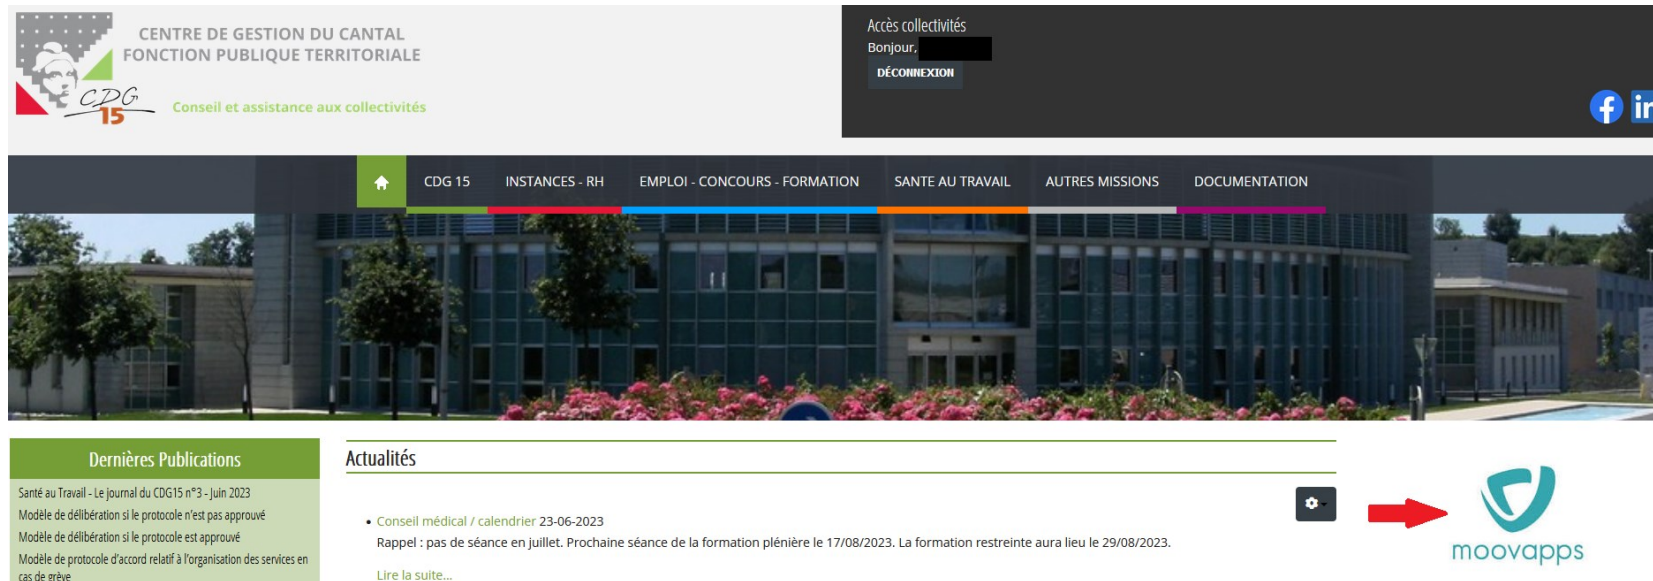 CENTRE DE GESTION DU CANTAL
FONCTION PUBLIQUE TERRITORIALE
CDG
15
Conseil et assistance aux collectivités
Accès collectivités
Bonjour,
DÉCONNEXION
f in
CDG 15 INSTANCES - RH EMPLOI - CONCOURS - FORMATION SANTE AU TRAVAIL AUTRES MISSIONS DOCUMENTATION
Dernières Publications
Santé au Travail - Le journal du CDG15 n°3 - Juin 2023
Modèle de délibération si le protocole n'est pas approuvé
Modèle de délibération si le protocole est approuvé
Modèle de protocole d'accord relatif à l'organisation des services en
cas de grève
Actualités
Conseil médical / calendrier 23-06-2023
Rappel : pas de séance en juillet. Prochaine séance de la formation plénière le 17/08/2023. La formation restreinte aura lieu le 29/08/2023.
Lire la suite...
moovapps